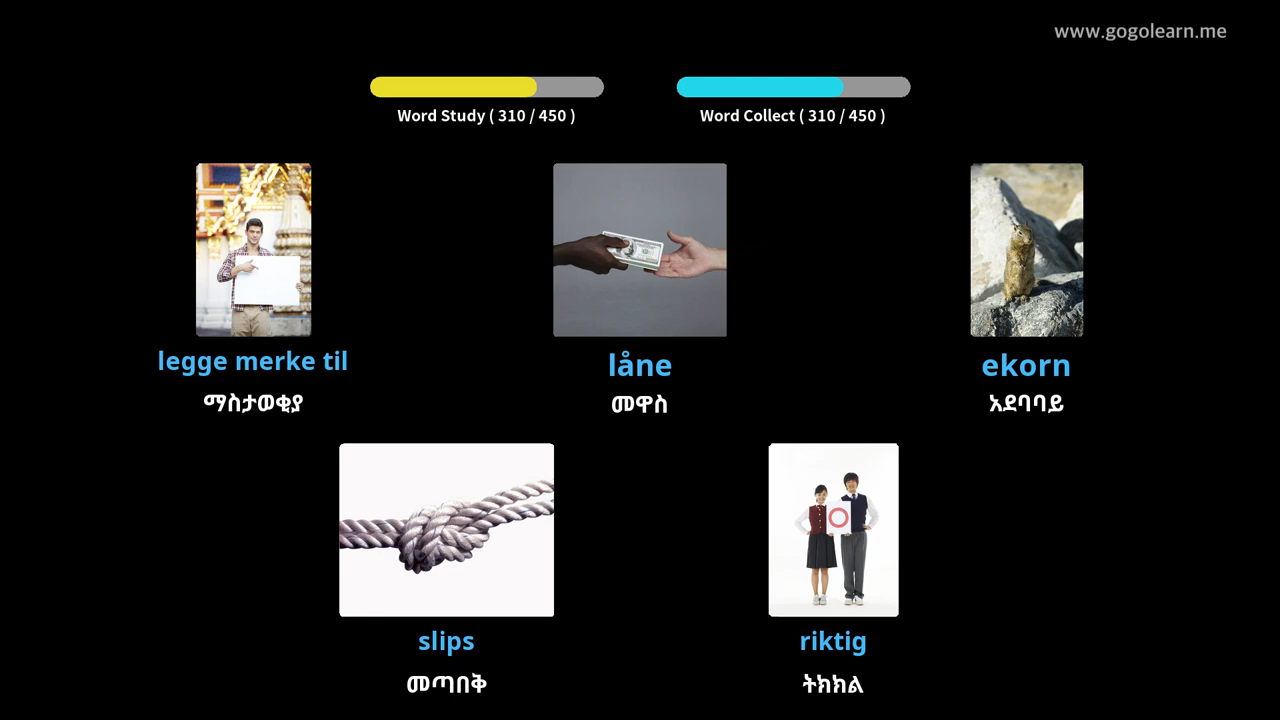 www.gogolearn.me
Word Study ( 310 / 450 )
Word Collect ( 310 / 450 )
legge merke til
ማስታወቂያ
låne
መዋስ
ekorn
አደባባይ
slips
መጣበቅ
riktig
ትክክል